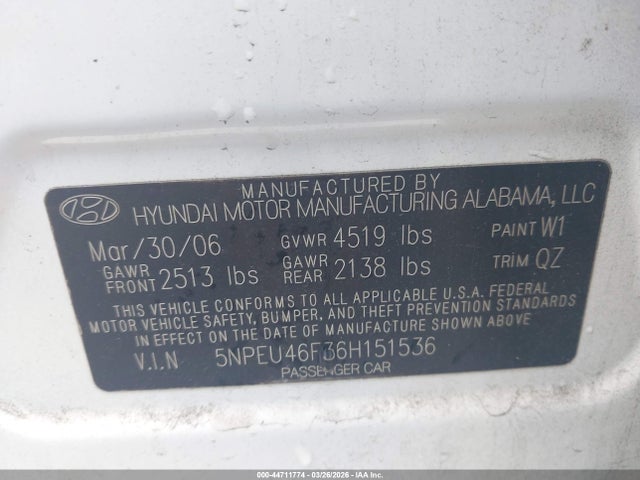 MANUFACTURED BY
HYUNDAI MOTOR MANUFACTURING ALABAMA, LLC
Mar/30/06 GVWR 4519 lbs PAINT W1
GAWR FRONT 2513 lbs GAWR REAR 2138 lbs TRIM QZ
THIS VEHICLE CONFORMS TO ALL APPLICABLE U.S.A. FEDERAL
MOTOR VEHICLE SAFETY, BUMPER, AND THEFT PREVENTION STANDARDS
IN EFFECT ON THE DATE OF MANUFACTURE SHOWN ABOVE
V.I.N 5NPEU46F36H151536
PASSENGER CAR
000-44711774 | 03/26/2026 - IAA Inc.